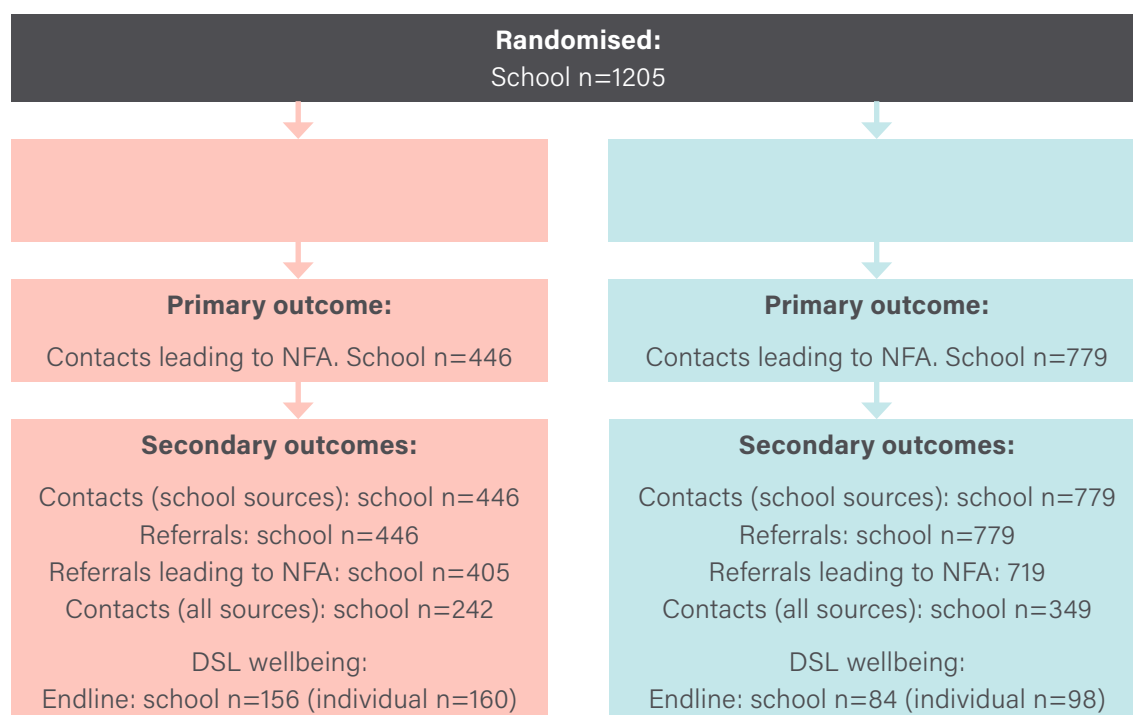 Randomised:
School n=1205
Primary outcome:
Contacts leading to NFA. School n=446
Secondary outcomes:
Contacts (school sources): school n=446
Referrals: school n=446
Referrals leading to NFA: school n=405
Contacts (all sources): school n=242
DSL wellbeing:
Endline: school n=156 (individual n=160)
Primary outcome:
Contacts leading to NFA. School n=779
Secondary outcomes:
Contacts (school sources): school n=779
Referrals: school n=779
Referrals leading to NFA: 719
Contacts (all sources): school n=349
DSL wellbeing:
Endline: school n=84 (individual n=98)